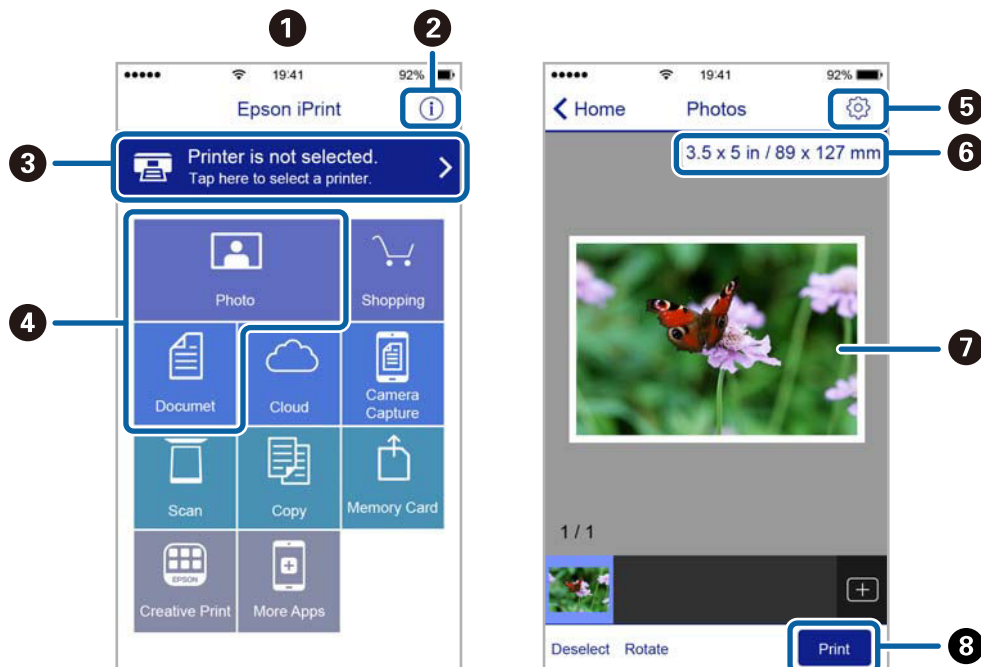 1
2
19:41
92%
Epson iPrint
i
3
Printer is not selected.
Tap here to select a printer.
4
Photo
Shopping
Documet
Cloud
Camera
Capture
Scan
Copy
Memory Card
EPSON
Creative Print
More Apps
19:41
92%
Home
Photos
5
3.5 x 5 in / 89 x 127 mm
6
7
1 / 1
Deselect
Rotate
Print
8